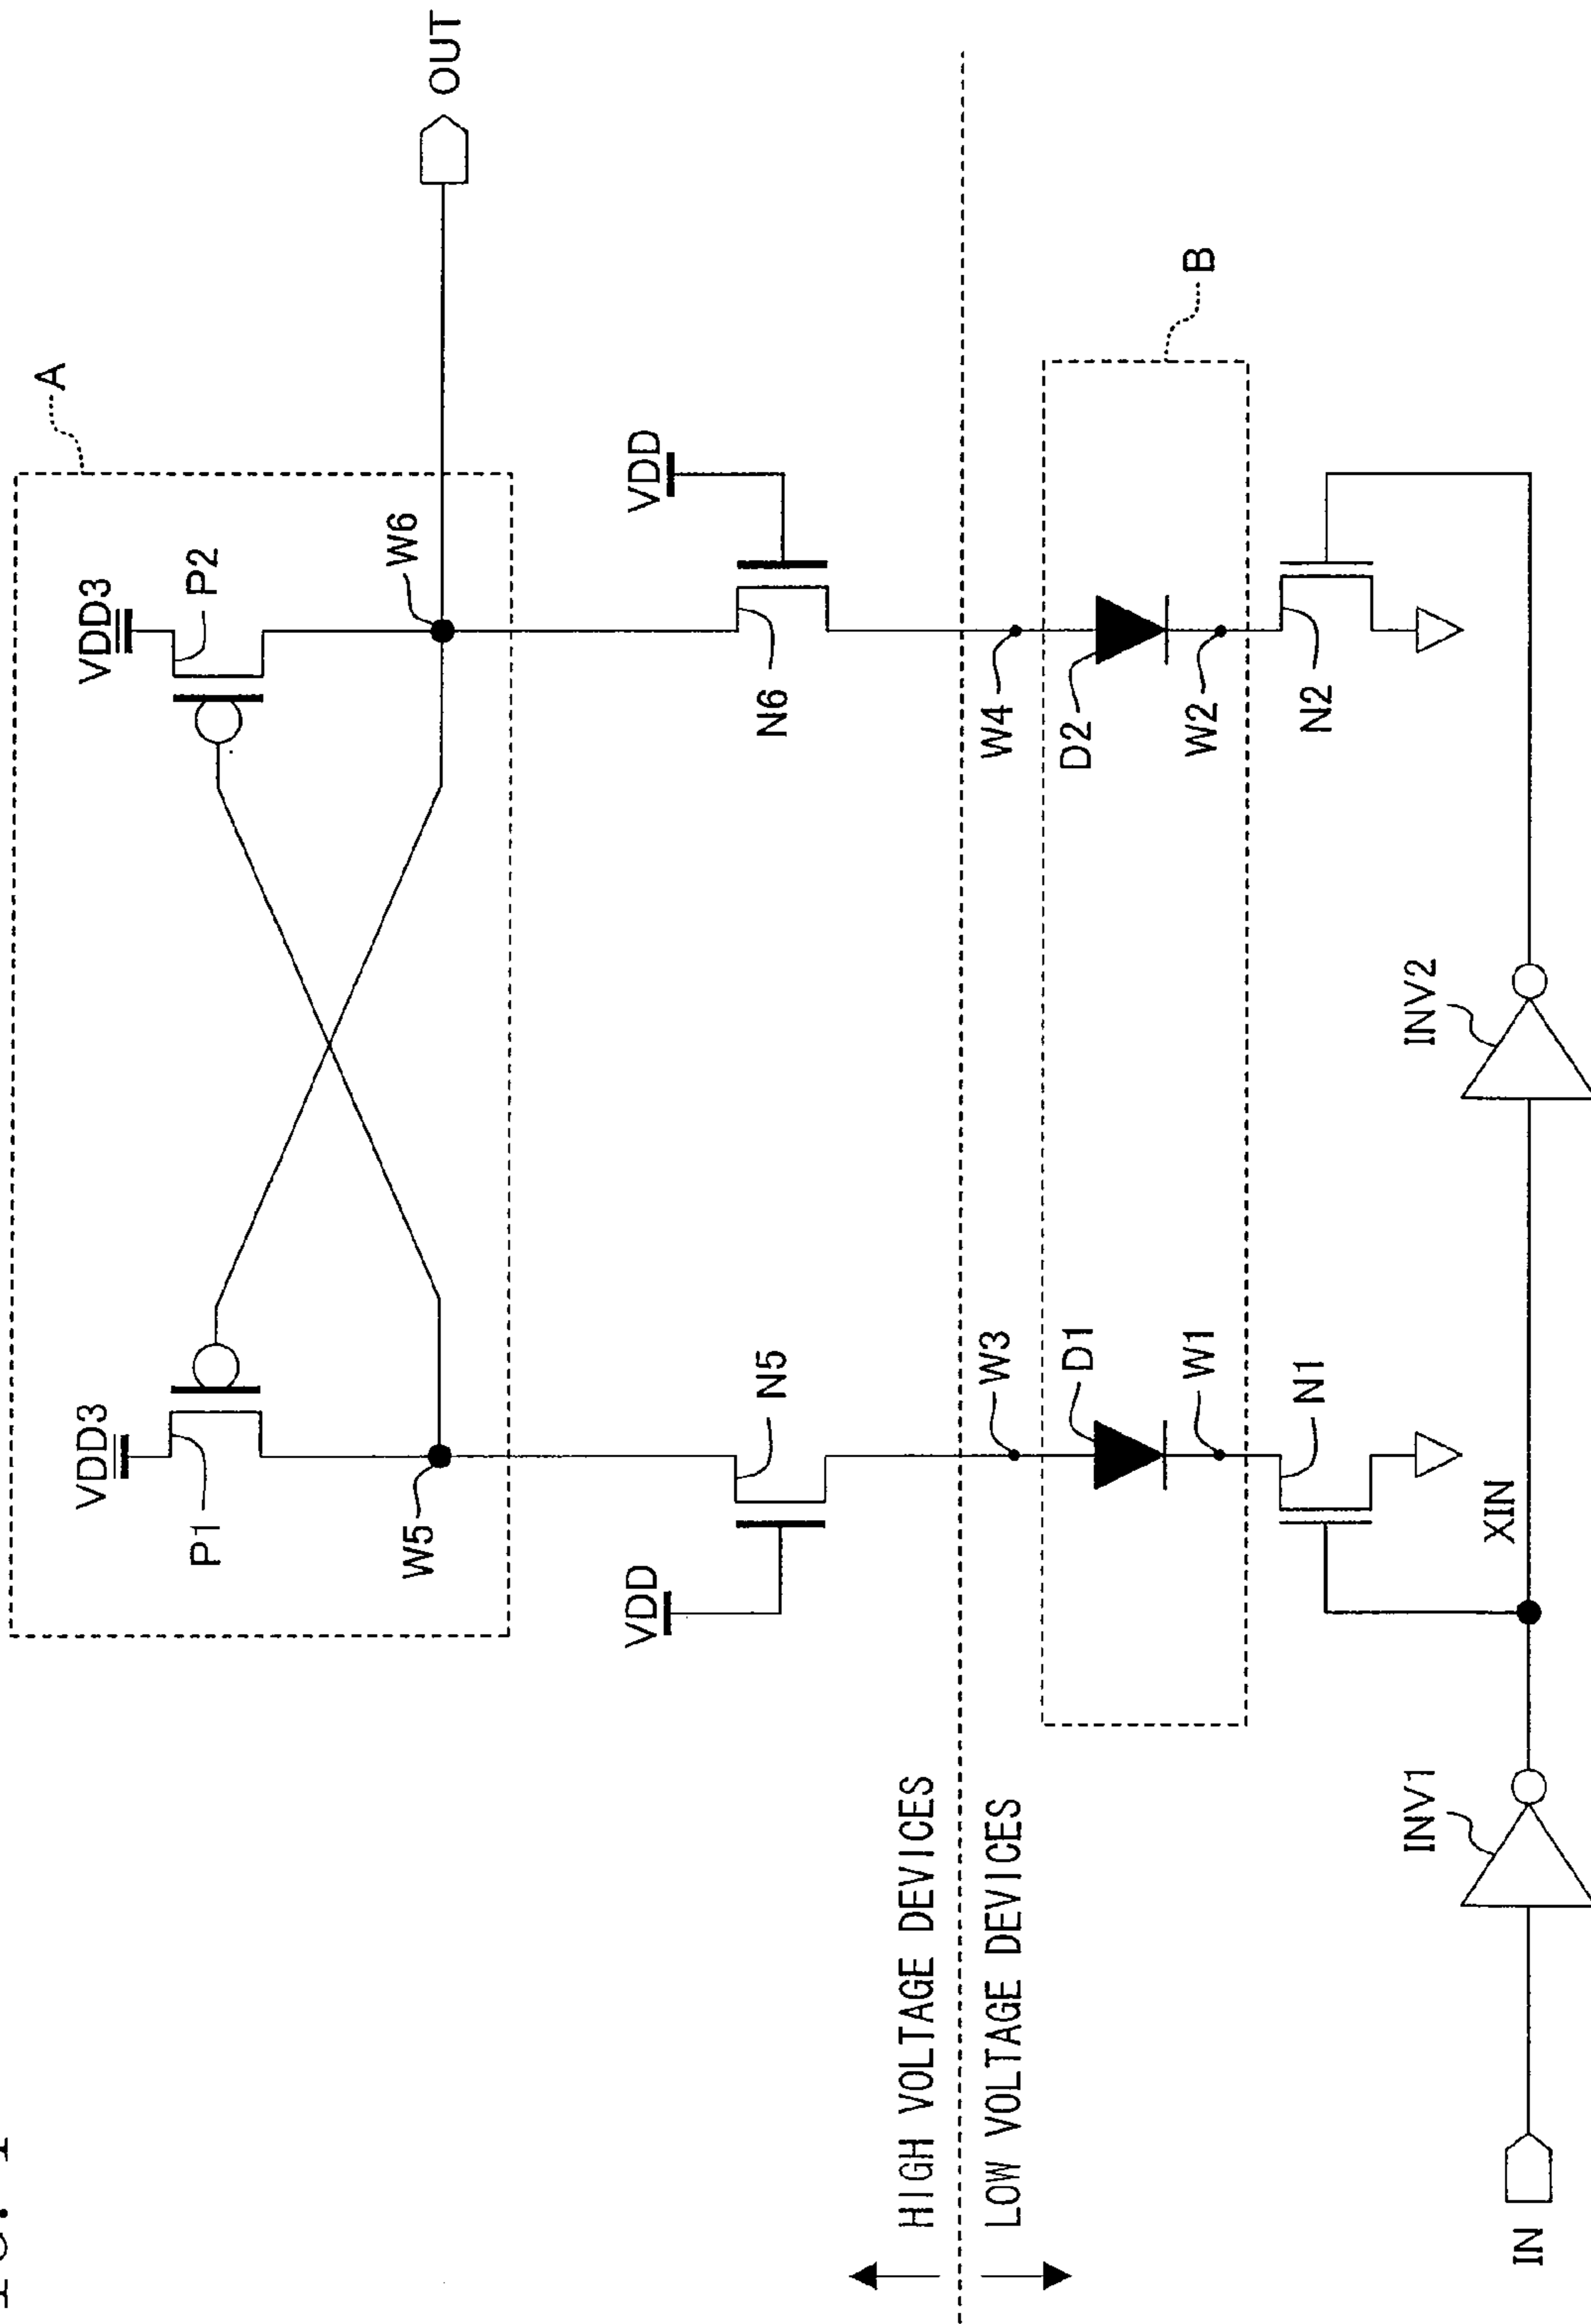 A
VDD3
VDD3
P1
P2
W5
W6
OUT
VDD
VDD
N5
N6
HIGH VOLTAGE DEVICES
LOW VOLTAGE DEVICES
W3
W4
D1
D2
B
W1
W2
N1
N2
XIN
INV1
INV2
IN